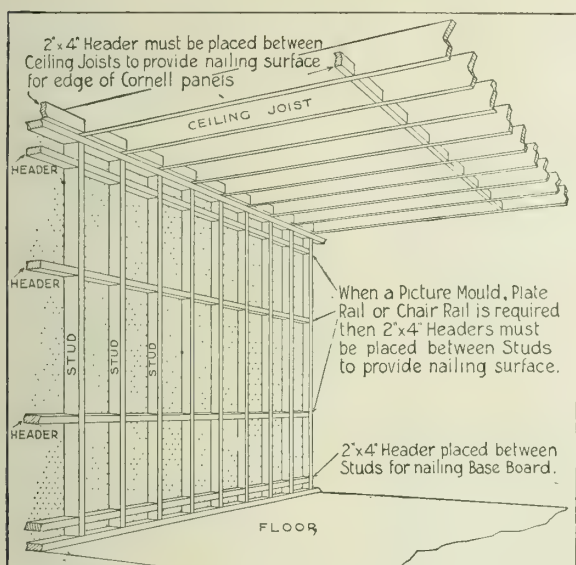 2"x4" Header must be placed between
Ceiling Joists to provide nailing surface
for edge of Cornell panels
CEILING JOIST
HEADER
HEADER
STUD
STUD
STUD
When a Picture Mould, Plate
Rail or Chair Rail is required
then 2"x4" Headers must
be placed between Studs
to provide nailing surface.
HEADER
2"x4" Header placed between
Studs for nailing Base Board.
FLOOR